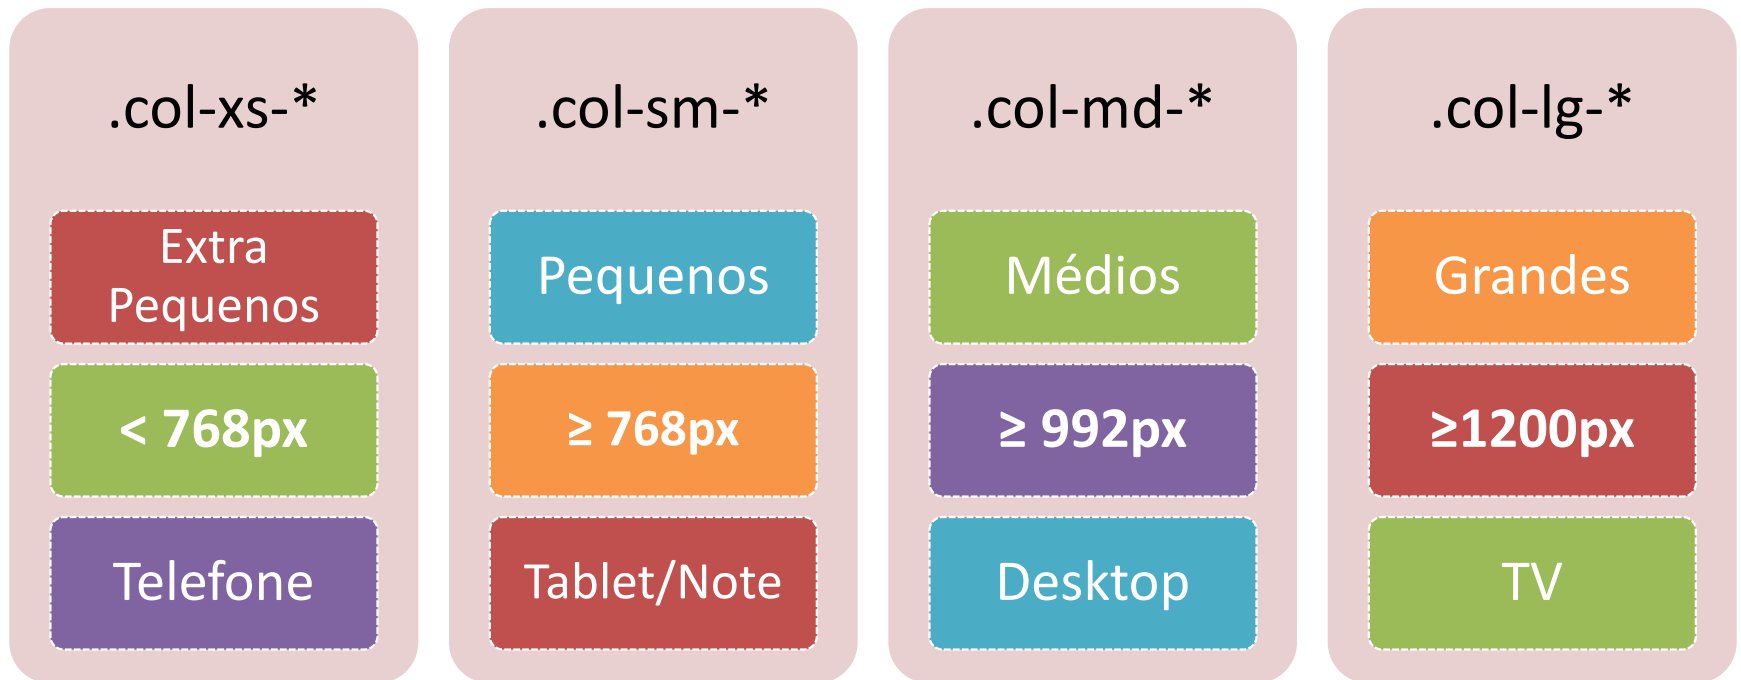 .col-xs-*
Extra
Pequenos
< 768px
Telefone
.col-sm-*
Pequenos
≥ 768px
Tablet/Note
.col-md-*
Médios
≥ 992px
Desktop
.col-lg-*
Grandes
≥1200px
TV